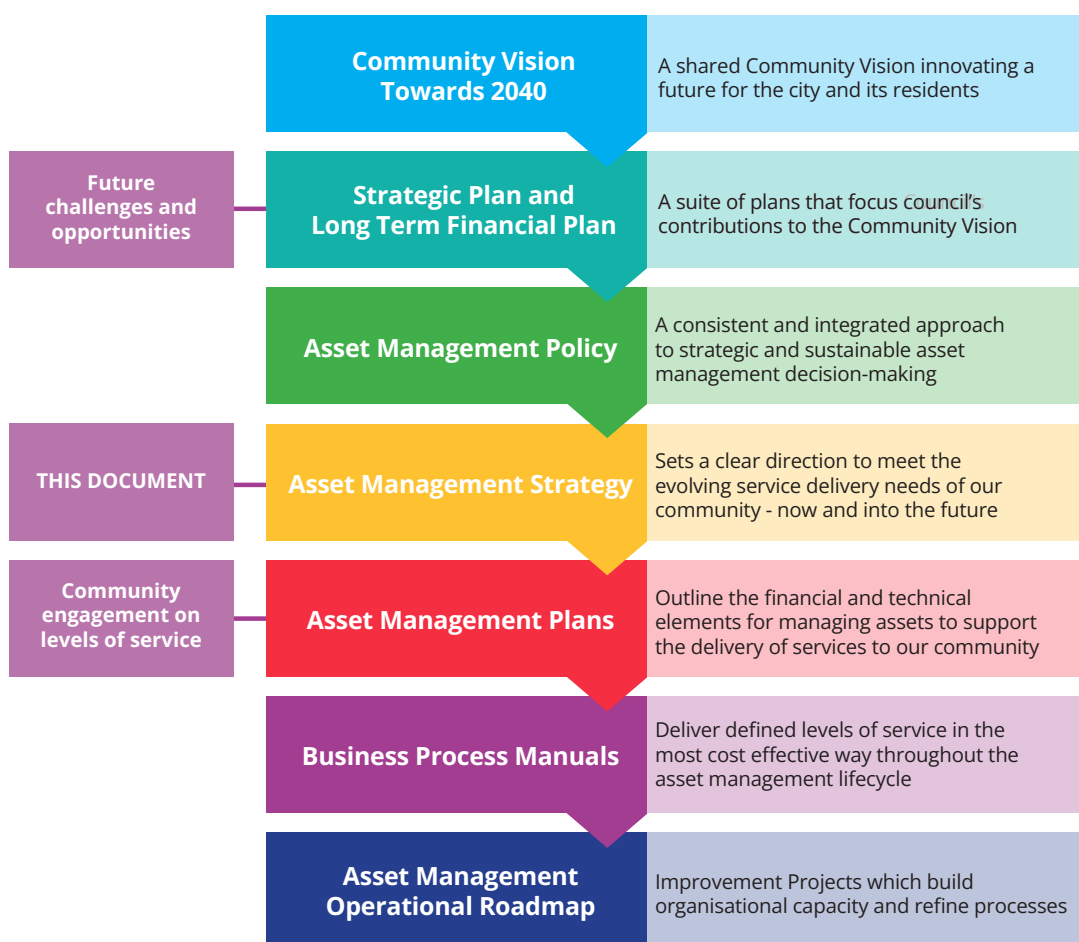 Community Vision
Towards 2040
A shared Community Vision innovating a
future for the city and its residents
Future
challenges and
opportunities
Strategic Plan and
Long Term Financial Plan
A suite of plans that focus Council's
contributions to the Community Vision
Asset Management Policy
A consistent and integrated approach
to strategic and sustainable asset
management decision-making
THIS DOCUMENT
Asset Management Strategy
Sets a clear direction to meet the
evolving service delivery needs of our
community - now and into the future
Community
engagement on
levels of service
Asset Management Plans
Outline the financial and technical
elements for managing assets to support
the delivery of services to our community
Business Process Manuals
Deliver defined levels of service in the
most cost effective way throughout the
asset management lifecycle
Asset Management
Operational Roadmap
Improvement Projects which build
organisational capacity and refine processes